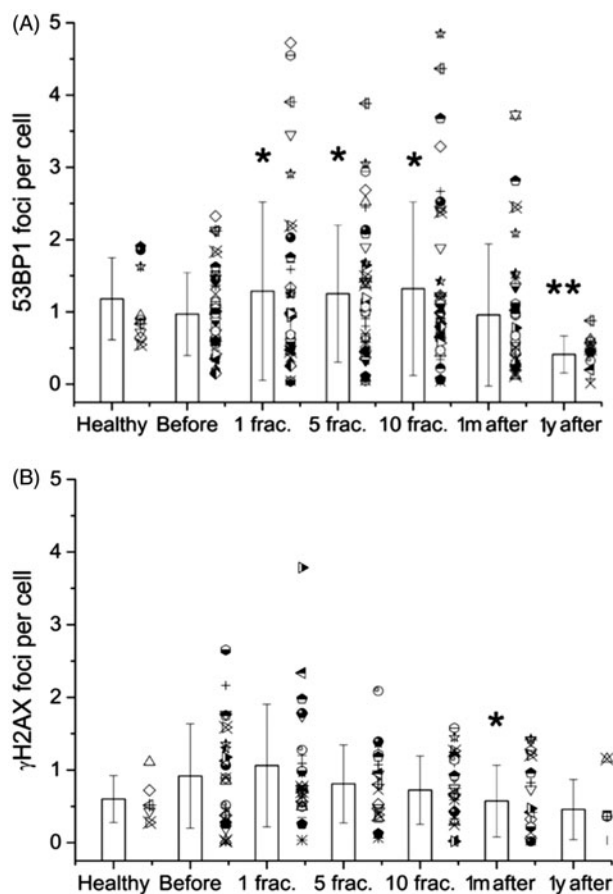 (A)
53BP1 foci per cell
5
4
3
2
1
0
* * * **
Healthy Before 1 frac. 5 frac. 10 frac. 1m after 1y after
(B)
γH2AX foci per cell
5
4
3
2
1
0
*
Healthy Before 1 frac. 5 frac. 10 frac. 1m after 1y after